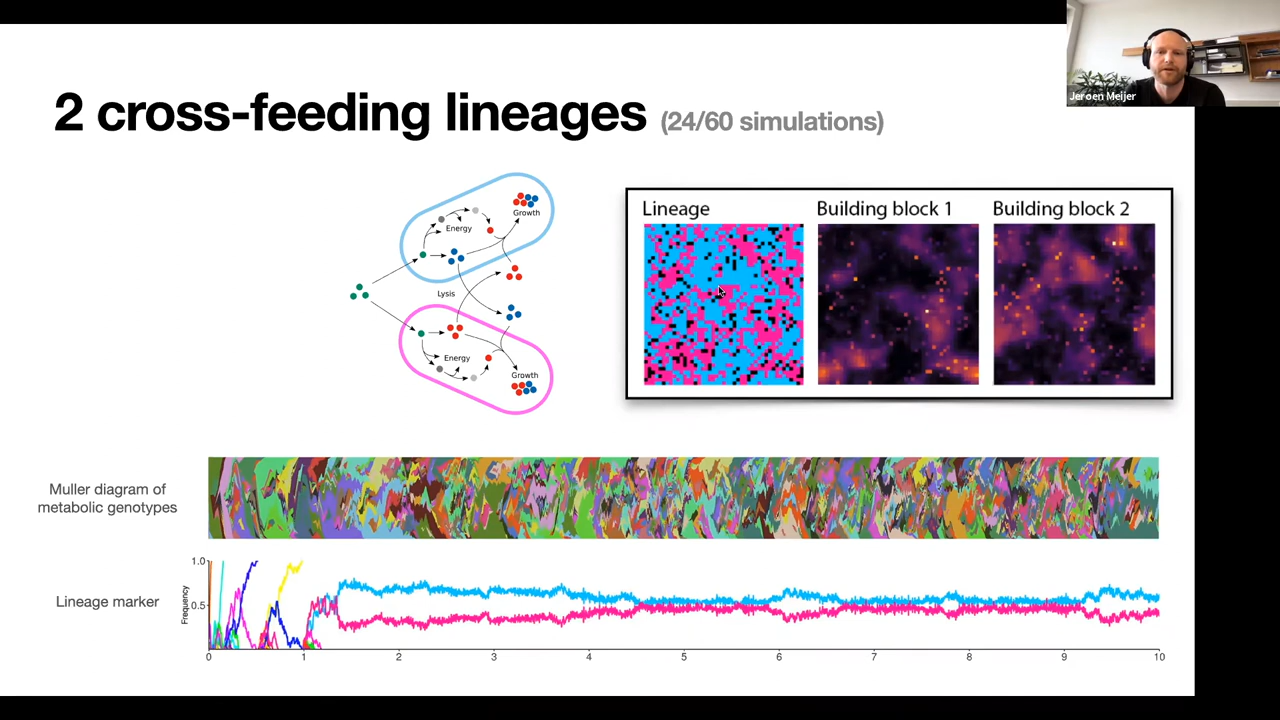 Jeroen Meijer
2 cross-feeding lineages (24/60 simulations)
Growth
Energy
Lysis
Energy
Growth
Lineage
Building block 1
Building block 2
Muller diagram of
metabolic genotypes
Lineage marker
Frequency
1.0
0.5
0 1 2 3 4 5 6 7 8 9 10